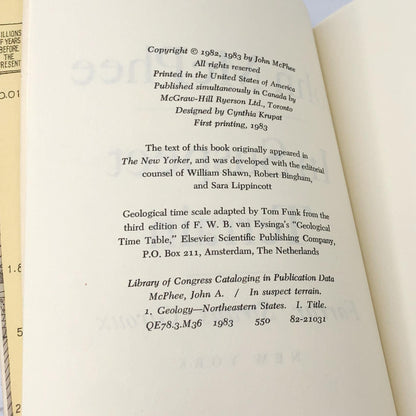 MILLIONS
OF YEARS
BEFORE
THE
PRESENT
0.01
1.8
Copyright © 1982, 1983 by John McPhee
All rights reserved
Printed in the United States of America
Published simultaneously in Canada by
McGraw-Hill Ryerson Ltd., Toronto
Designed by Cynthia Krupat
First printing, 1983
The text of this book originally appeared in
The New Yorker, and was developed with the editorial
counsel of William Shawn, Robert Bingham,
and Sara Lippincott
Geological time scale adapted by Tom Funk from the
third edition of F. W. B. van Eysinga's "Geological
Time Table," Elsevier Scientific Publishing Company,
P.O. Box 211, Amsterdam, The Netherlands
Library of Congress Cataloging in Publication Data
McPhee, John A. / In suspect terrain.
1. Geology—Northeastern States. I. Title.
QE78.3.M36 1983 550 82-21031
NEW YORK